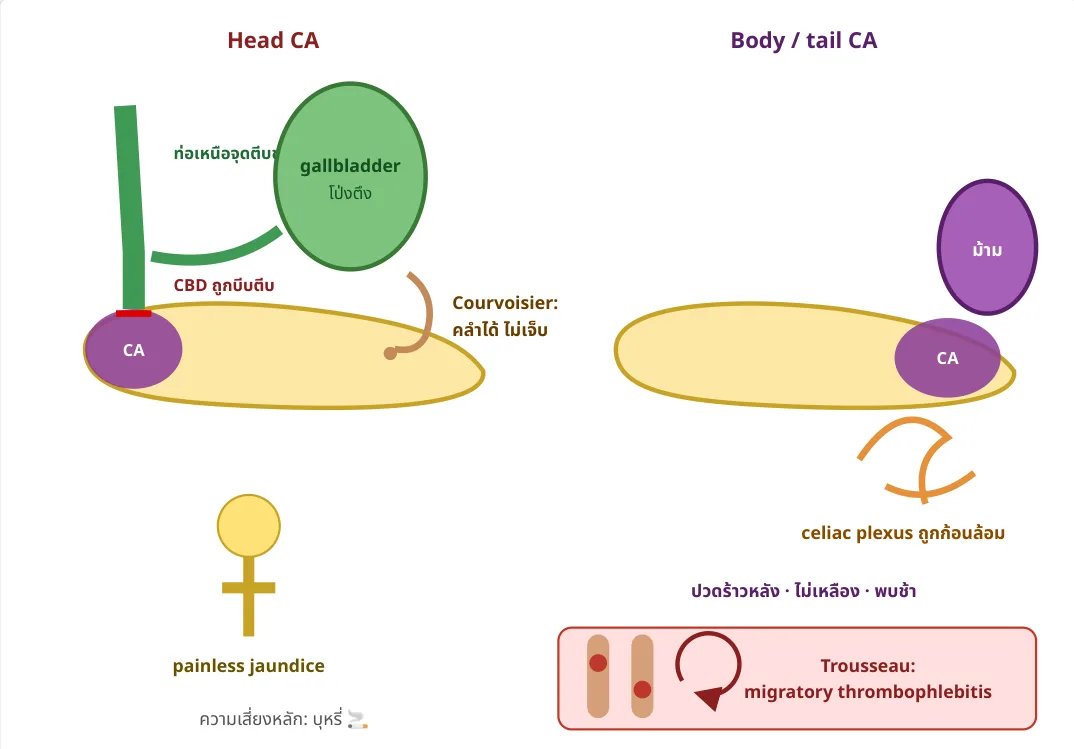 Head CA
ท่อเหนือจุดตีบ
gallbladder
โป่งตึง
CBD ถูกบีบตีบ
CA
Courvoisier:
คลำได้ ไม่เจ็บ
painless jaundice
ความเสี่ยงหลัก: บุหรี่ 🚬
Body / tail CA
ม้าม
CA
celiac plexus ถูกก้อนล้อม
ปวดร้าวหลัง · ไม่เหลือง · พบช้า
Trousseau:
migratory thrombophlebitis